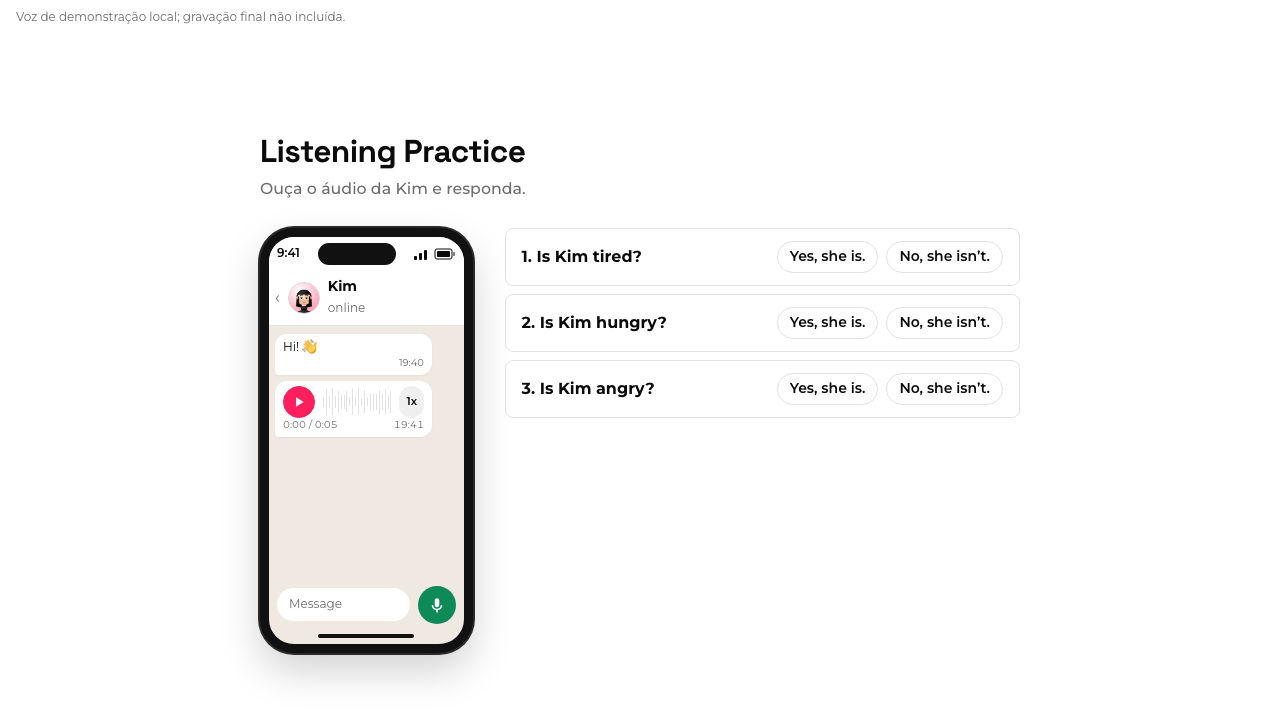 Voz de demonstração local; gravação final não incluída.
Listening Practice
Ouça o áudio da Kim e responda.
9:41
Kim
online
Hi! 👋
19:40
1x
0:00 / 0:05 19:41
Message
1. Is Kim tired? Yes, she is. No, she isn’t.
2. Is Kim hungry? Yes, she is. No, she isn’t.
3. Is Kim angry? Yes, she is. No, she isn’t.